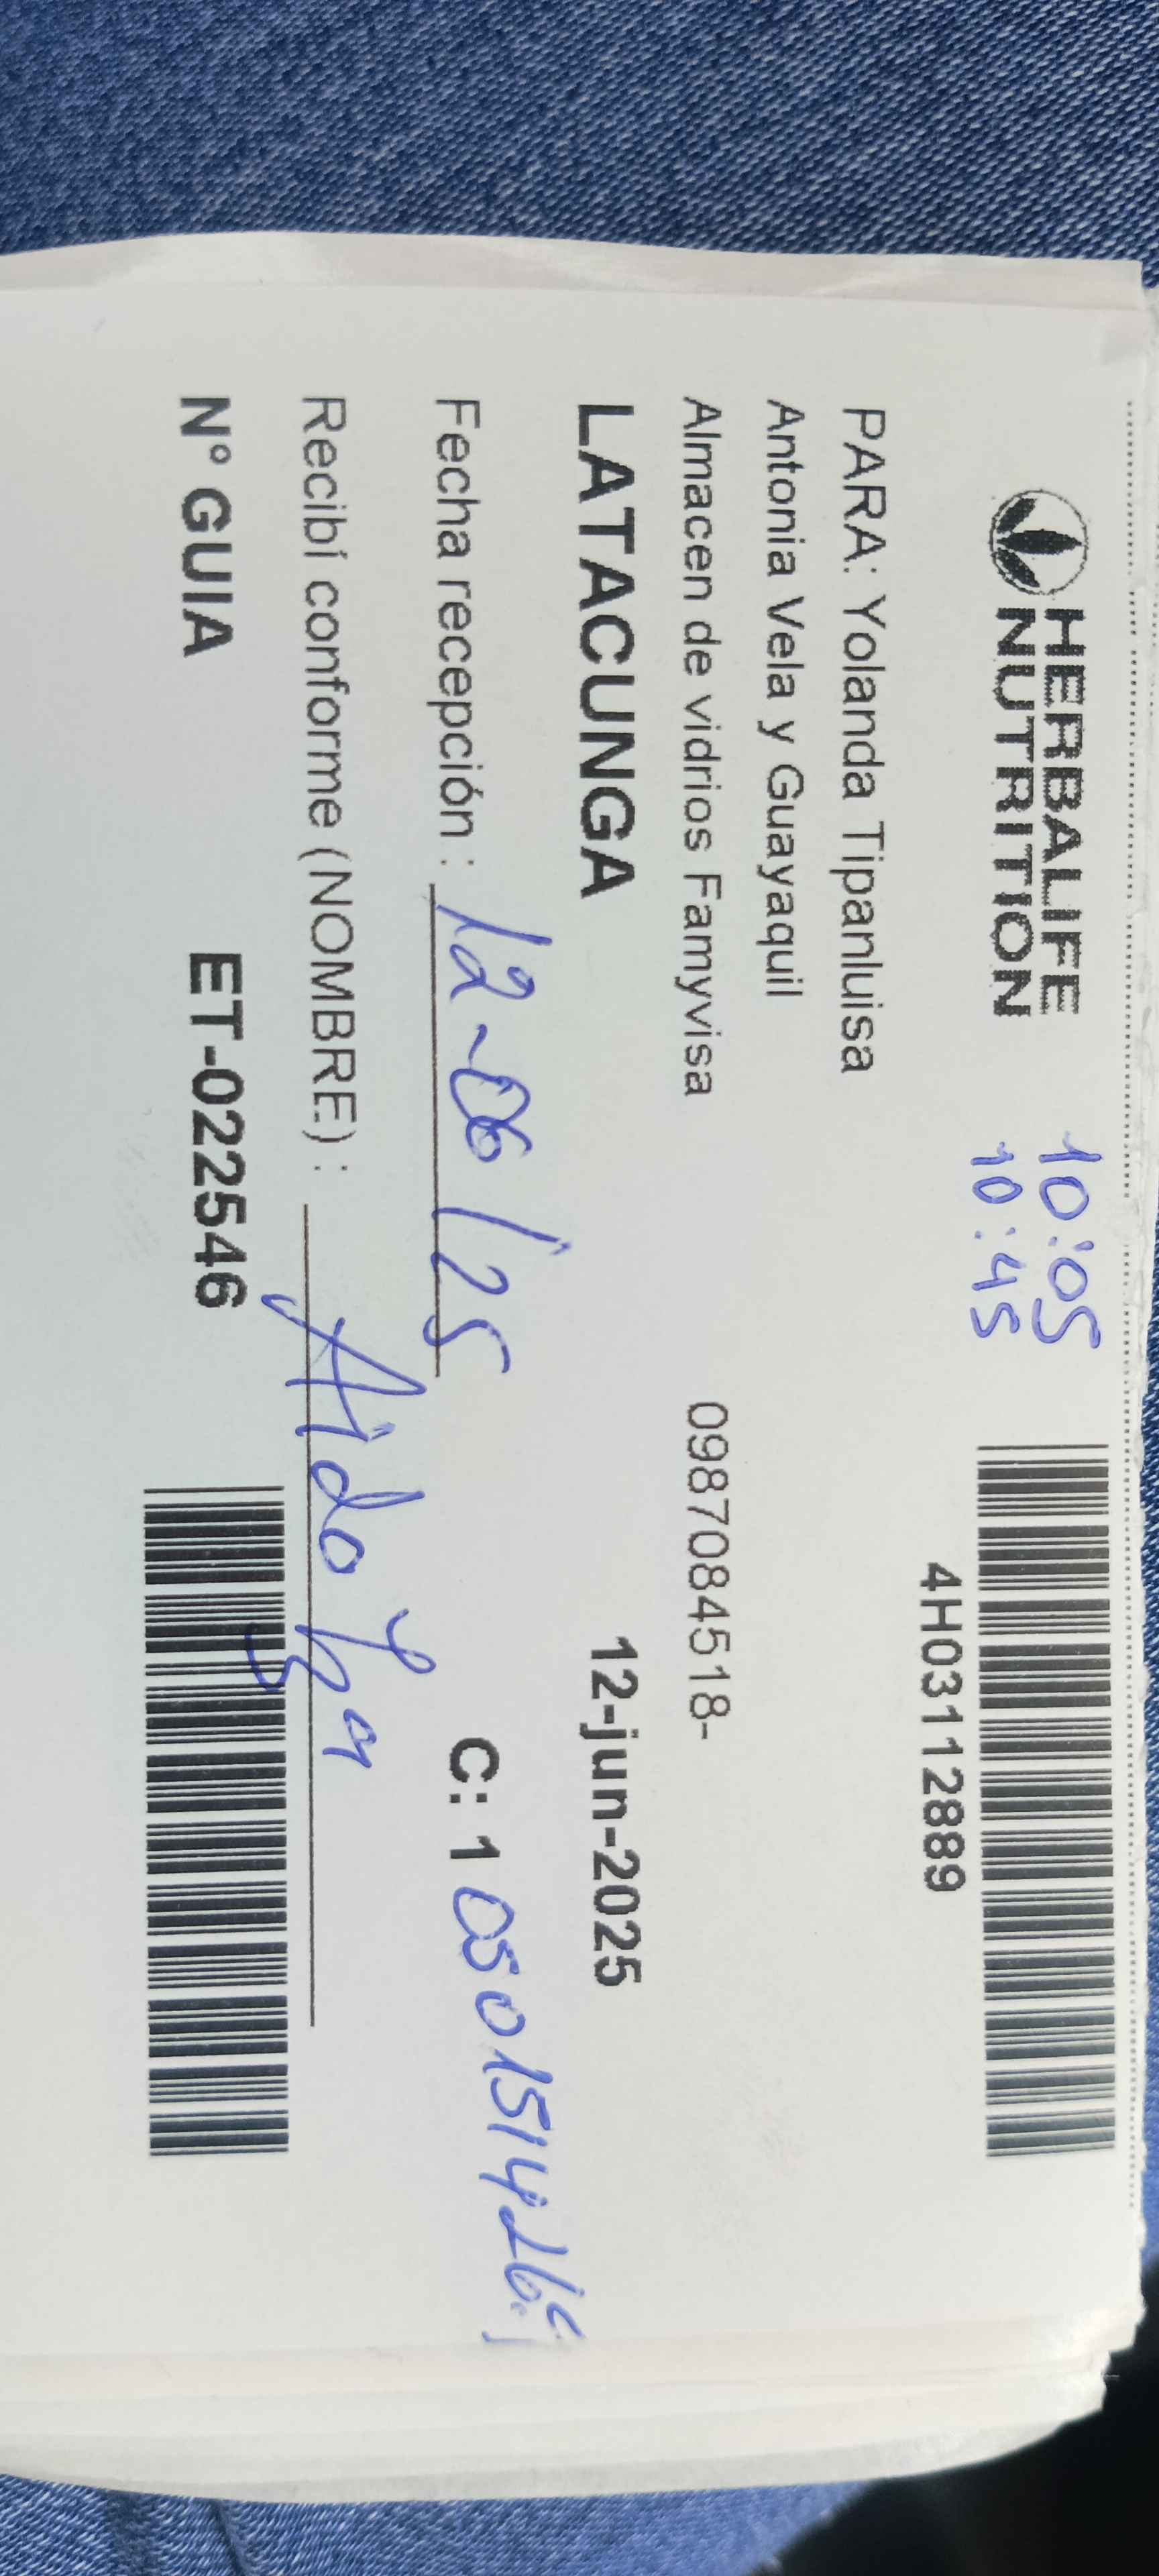 HERBALIFE
NUTRITION
10:05
10:45
4H03112889
PARA: Yolanda Tipanluisa
Antonia Vela y Guayaquil
Almacen de vidrios Famyvisa 0987084518-
LATACUNGA 12-jun-2025
Fecha recepción : 12-06/25 C: 1
Recibí conforme (NOMBRE) :
N° GUIA ET-022546